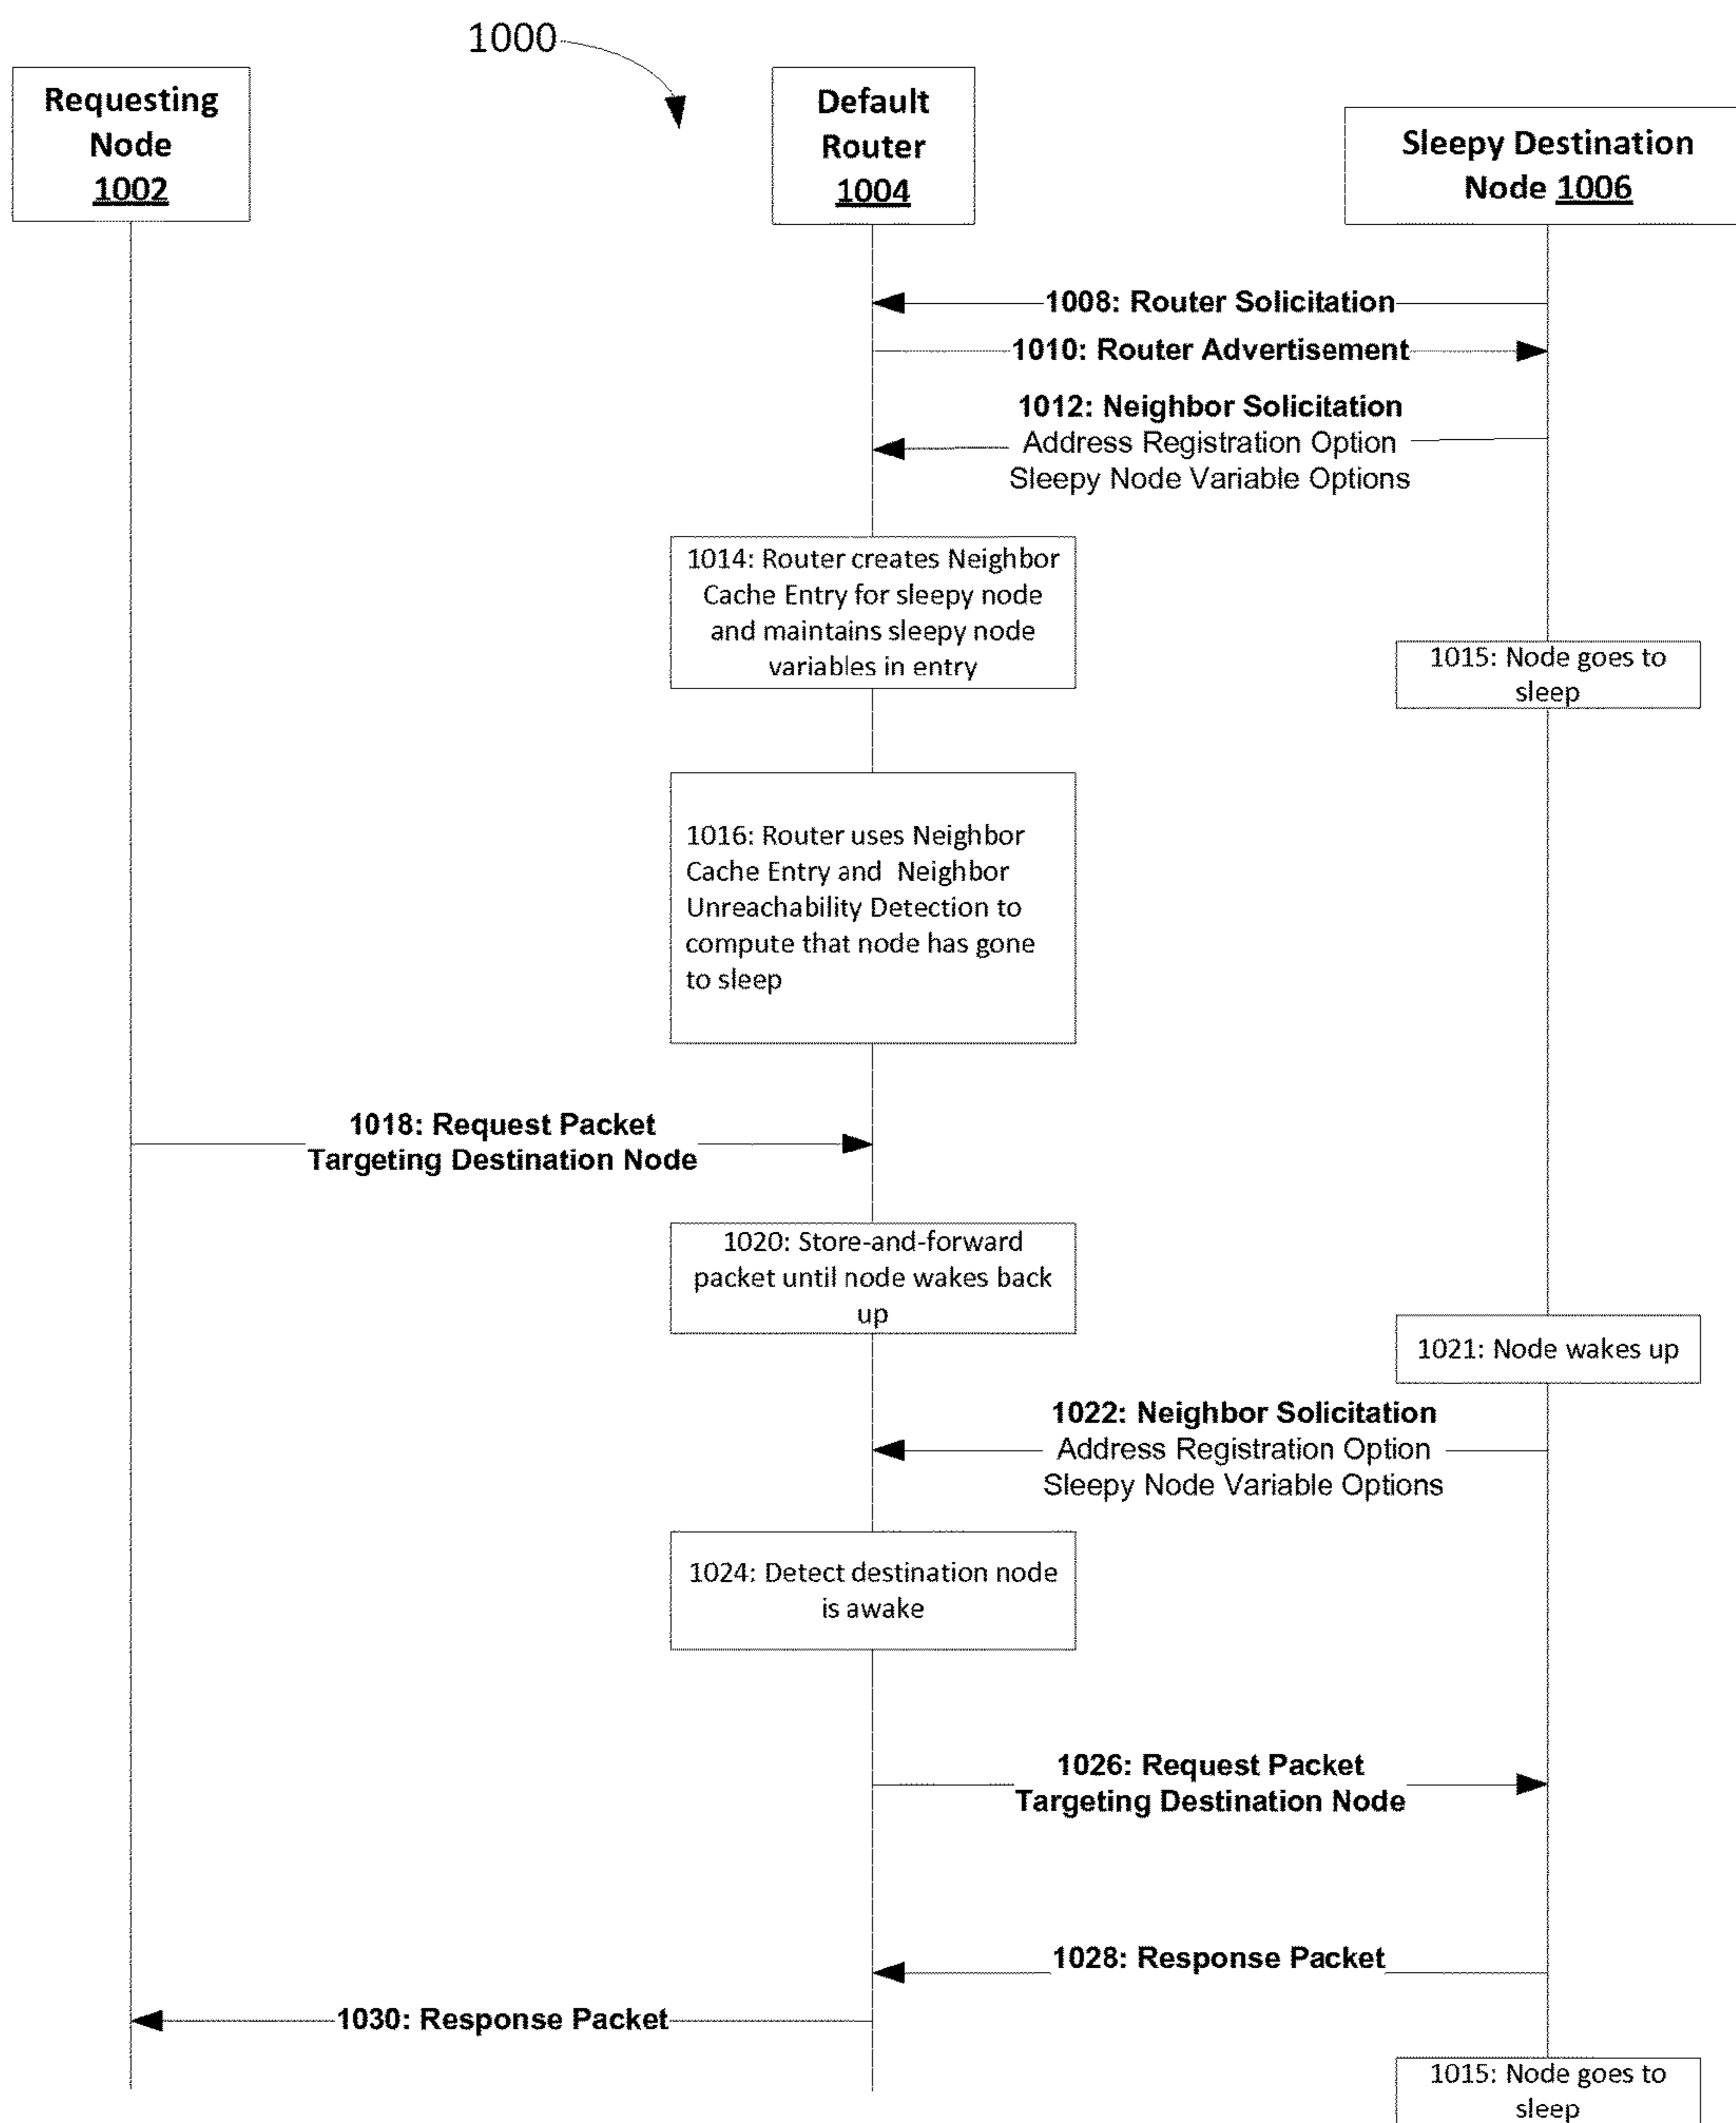 1000
Requesting
Node
1002
Default
Router
1004
Sleepy Destination
Node 1006
1008: Router Solicitation
1010: Router Advertisement
1012: Neighbor Solicitation
Address Registration Option
Sleepy Node Variable Options
1014: Router creates Neighbor
Cache Entry for sleepy node
and maintains sleepy node
variables in entry
1015: Node goes to
sleep
1016: Router uses Neighbor
Cache Entry and Neighbor
Unreachability Detection to
compute that node has gone
to sleep
1018: Request Packet
Targeting Destination Node
1020: Store-and-forward
packet until node wakes back
up
1021: Node wakes up
1022: Neighbor Solicitation
Address Registration Option
Sleepy Node Variable Options
1024: Detect destination node
is awake
1026: Request Packet
Targeting Destination Node
1028: Response Packet
1030: Response Packet
1015: Node goes to
sleep